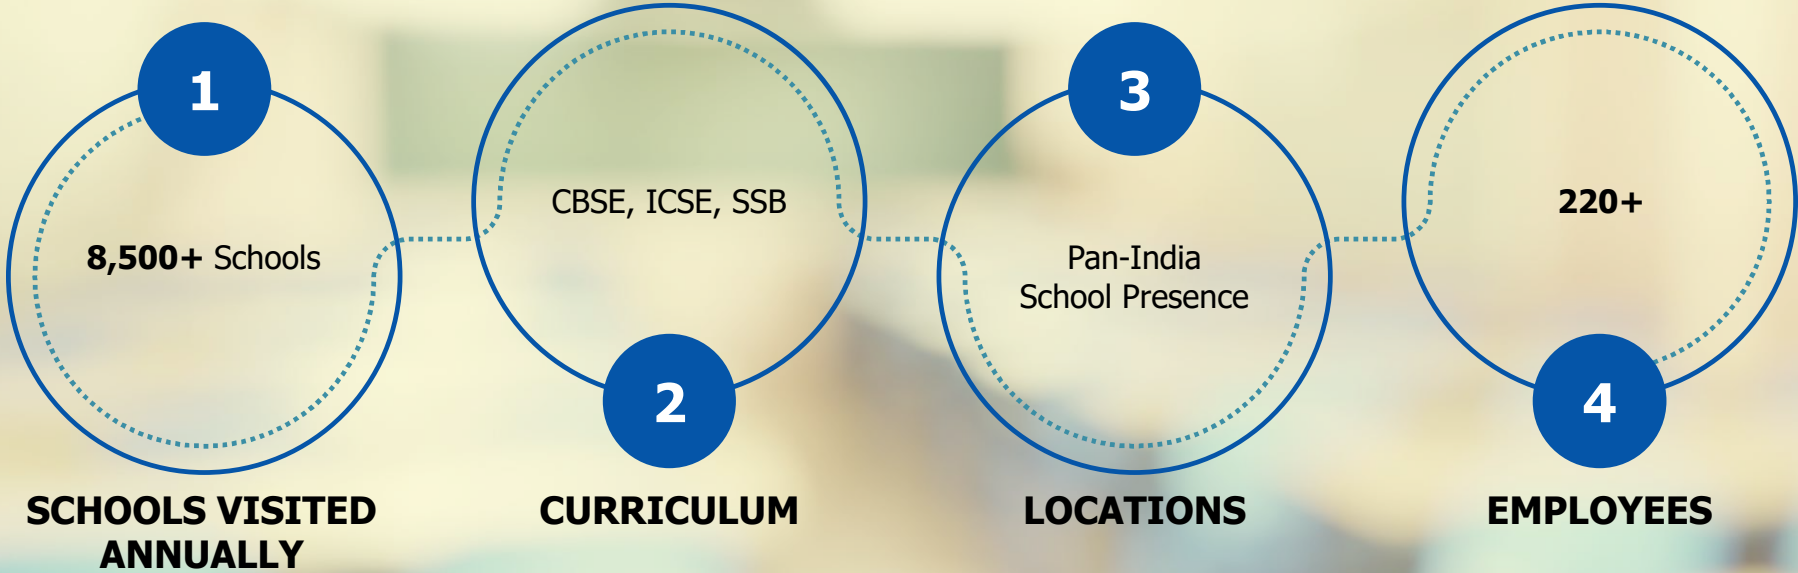 1
8,500+ Schools
SCHOOLS VISITED
ANNUALLY
CBSE, ICSE, SSB
2
CURRICULUM
3
Pan-India
School Presence
LOCATIONS
220+
4
EMPLOYEES